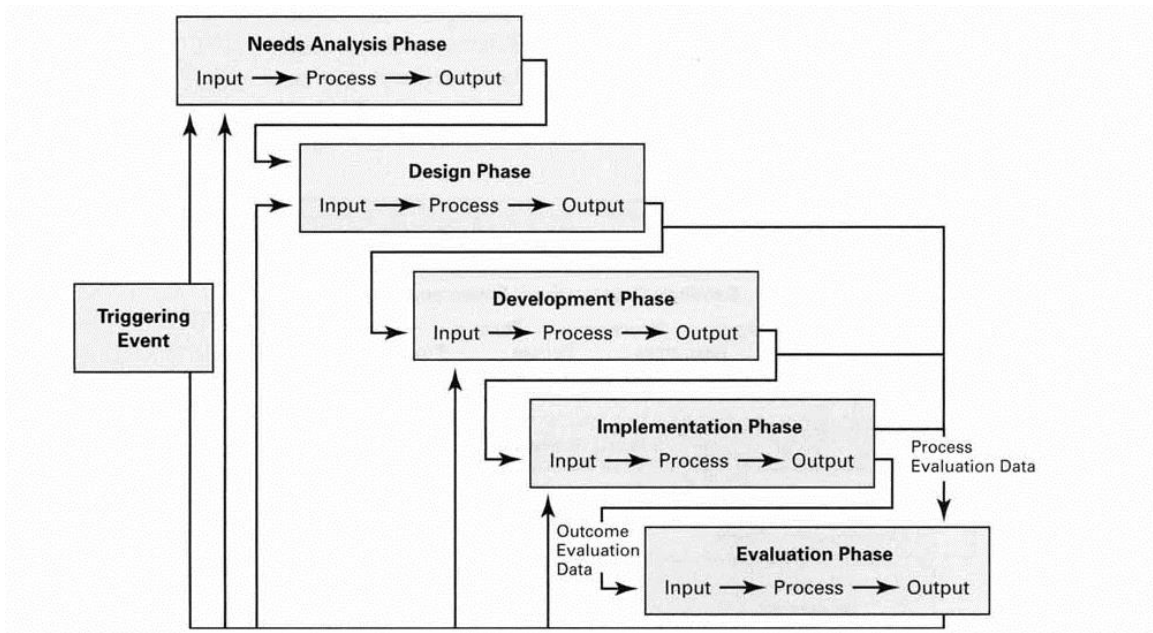 Needs Analysis Phase
Input Process Output
Design Phase
Input Process Output
Development Phase
Input Process Output
Triggering
Event
Implementation Phase
Input Process Output
Process
Evaluation Data
Outcome
Evaluation
Data
Evaluation Phase
Input Process Output